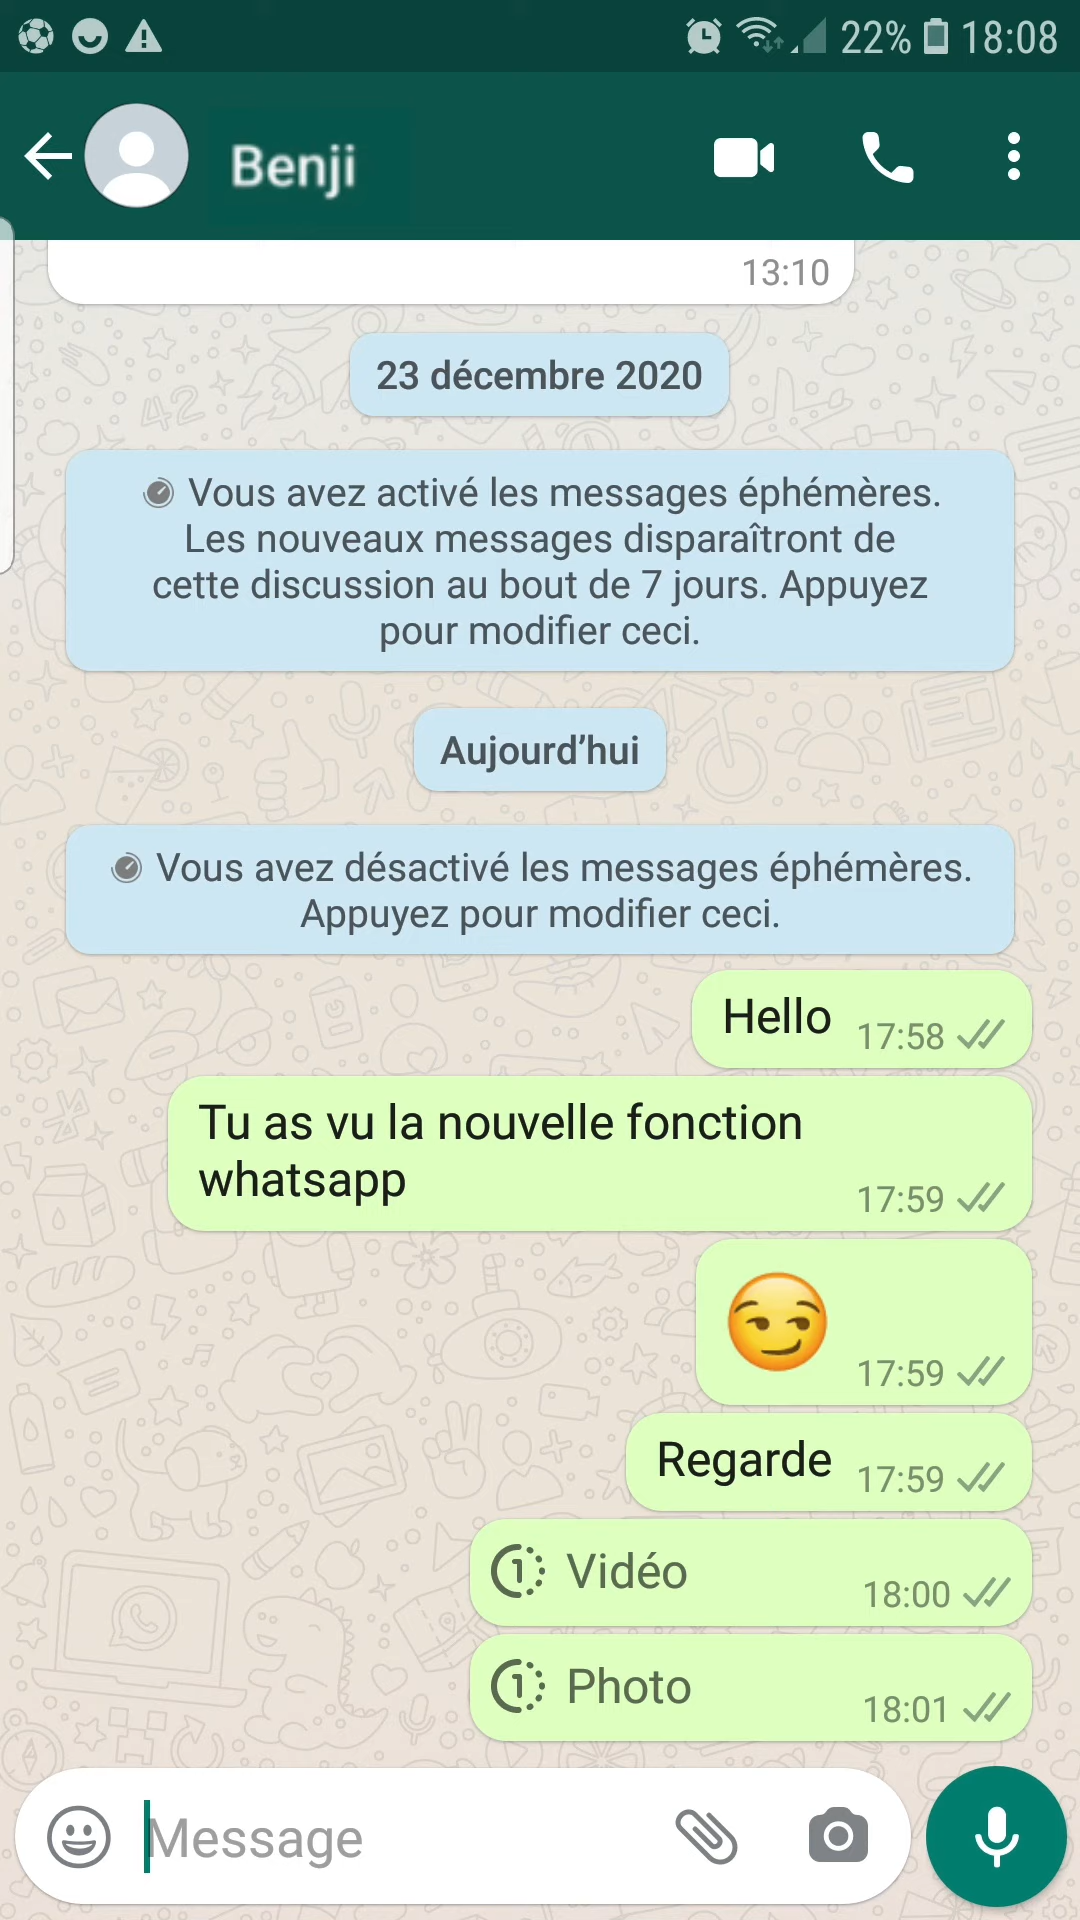 22% 18:08
Benji
13:10
23 décembre 2020
Vous avez activé les messages éphémères.
Les nouveaux messages disparaîtront de
cette discussion au bout de 7 jours. Appuyez
pour modifier ceci.
Aujourd’hui
Vous avez désactivé les messages éphémères.
Appuyez pour modifier ceci.
Hello 17:58
Tu as vu la nouvelle fonction
whatsapp 17:59
17:59
Regarde 17:59
1 Vidéo 18:00
1 Photo 18:01
Message